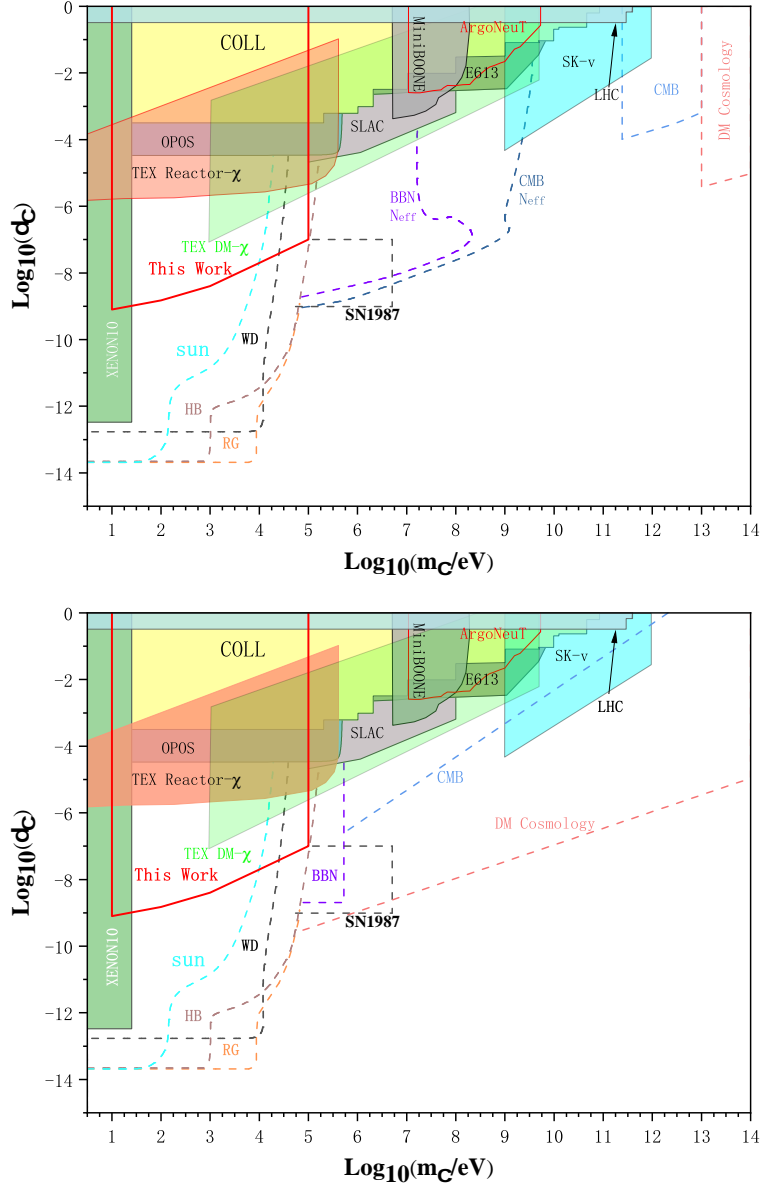 0
−2
−4
−6
−8
−10
−12
−14
Log10(dC)
COLL
MiniBOONE
ArgoNeuT
E613
SK-ν
LHC
CMB
DM Cosmology
OPOS
SLAC
TEX Reactor-χ
TEX DM-χ
This Work
BBN
Neff
CMB
Neff
SN1987
XENON10
sun
WD
HB
RG
1 2 3 4 5 6 7 8 9 10 11 12 13 14
Log10(mC/eV)
0
−2
−4
−6
−8
−10
−12
−14
Log10(dC)
COLL
MiniBOONE
ArgoNeuT
E613
SK-ν
LHC
OPOS
SLAC
TEX Reactor-χ
CMB
DM Cosmology
TEX DM-χ
This Work
BBN
SN1987
XENON10
sun
WD
HB
RG
1 2 3 4 5 6 7 8 9 10 11 12 13 14
Log10(mC/eV)